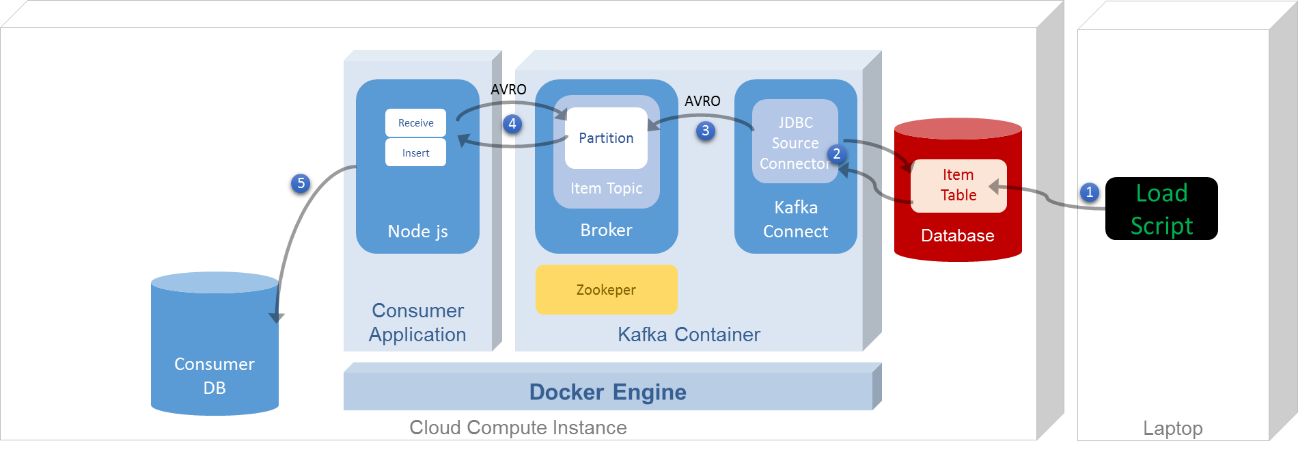 AVRO
4
Receive
Insert
Node js
Partition
Item Topic
Broker
AVRO
3
JDBC
Source
Connector
2
Kafka
Connect
Item
Table
Database
1
Load
Script
5
Zookeper
Consumer
Application
Kafka Container
Consumer
DB
Docker Engine
Cloud Compute Instance
Laptop